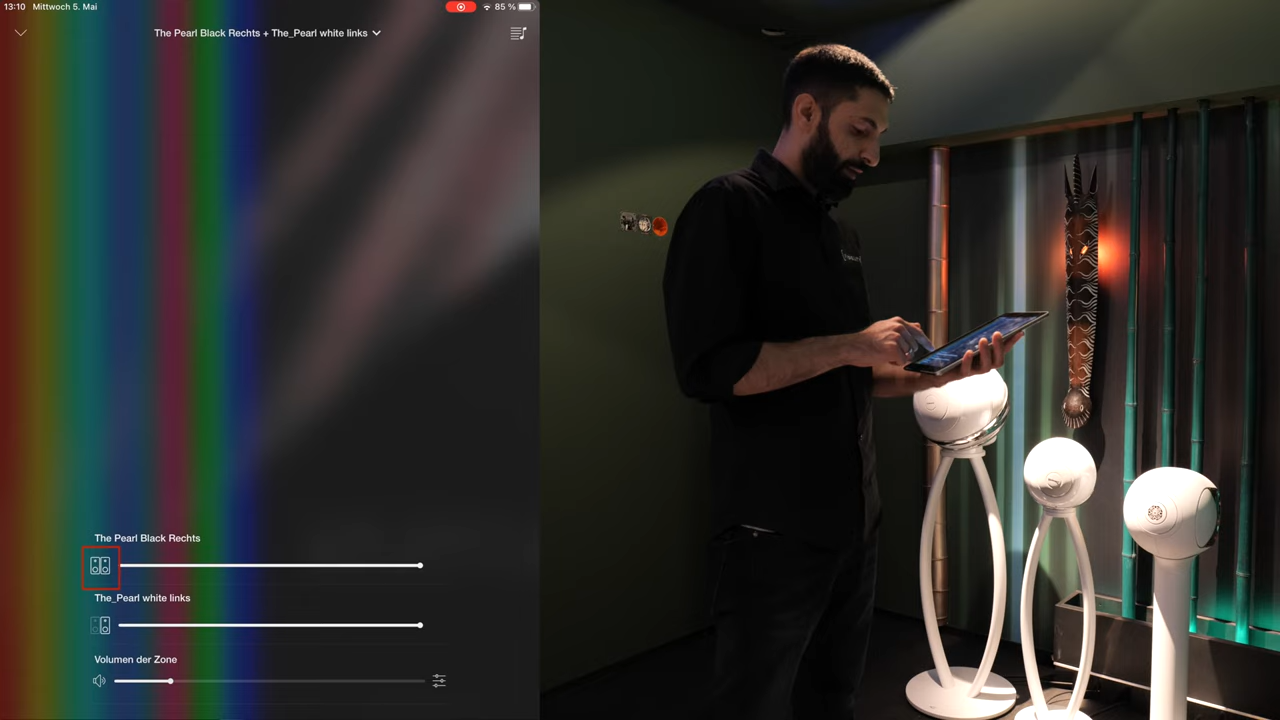 13:10 Mittwoch 5. Mai
85 %
The Pearl Black Rechts + The_Pearl white links
The Pearl Black Rechts
The_Pearl white links
Volumen der Zone